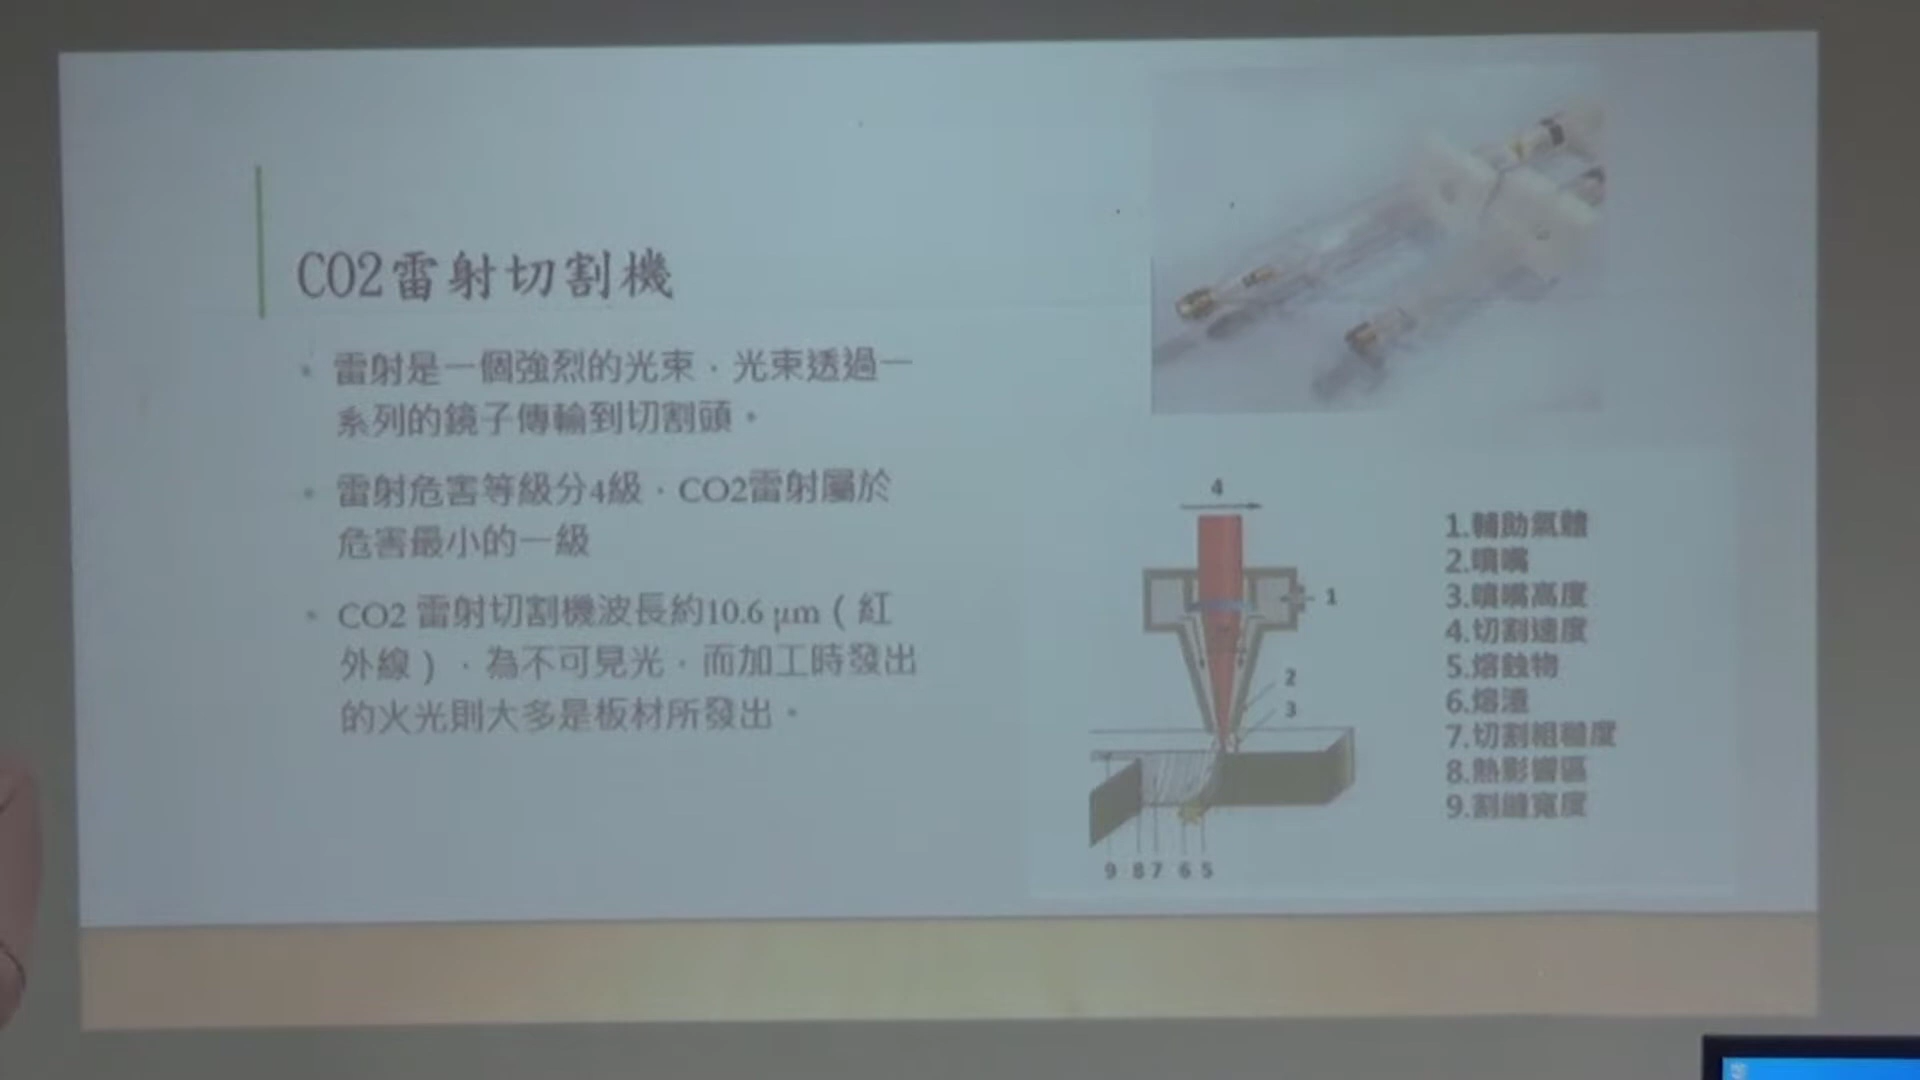 CO2雷射切割機
• 雷射是一個強烈的光束，光束透過一
系列的鏡子傳輸到切割頭。
• 雷射危害等級分4級，CO2雷射屬於
危害最小的一級
• CO2 雷射切割機波長約10.6 μm（紅
外線），為不可見光，而加工時發出
的火光則大多是板材所發出。
4
1
2
3
9 8 7 6 5
1.輔助氣體
2.噴嘴
3.噴嘴高度
4.切割速度
5.熔蝕物
6.熔渣
7.切割粗糙度
8.熱影響區
9.割縫寬度